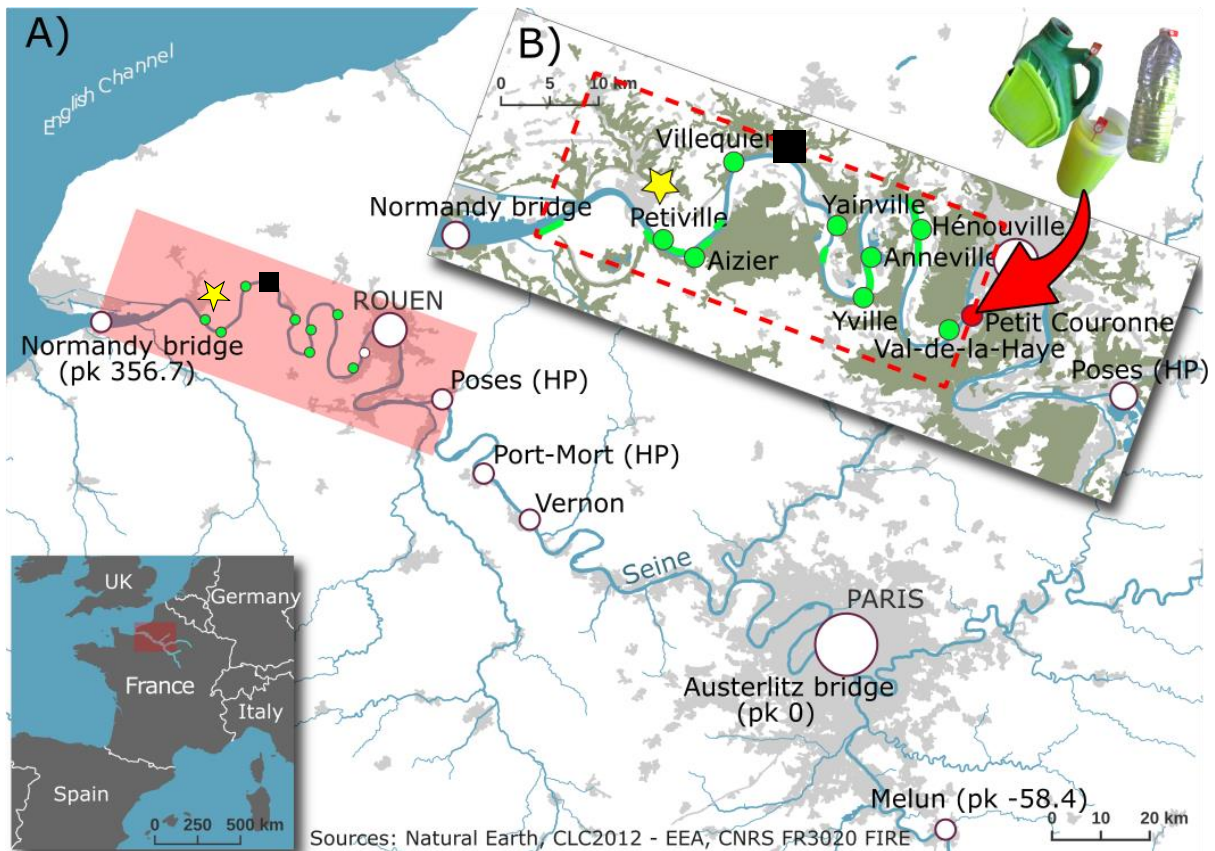 A)
English Channel
Normandy bridge
(pk 356.7)
ROUEN
Poses (HP)
Port-Mort (HP)
Vernon
Seine
PARIS
Austerlitz bridge
(pk 0)
Melun (pk -58.4)
0 10 20 km
B)
0 5 10 km
Villequier
Normandy bridge
Petiville
Aizier
Yainville
Hénouville
Anneville
Yville
Petit Couronne
Val-de-la-Haye
Poses (HP)
UK
Germany
France
Italy
Spain
0 250 500 km
Sources: Natural Earth, CLC2012 - EEA, CNRS FR3020 FIRE